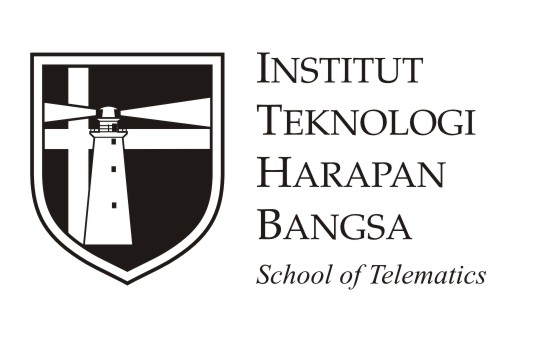 INSTITUT
TEKNOLOGI
HARAPAN
BANGSA
School of Telematics